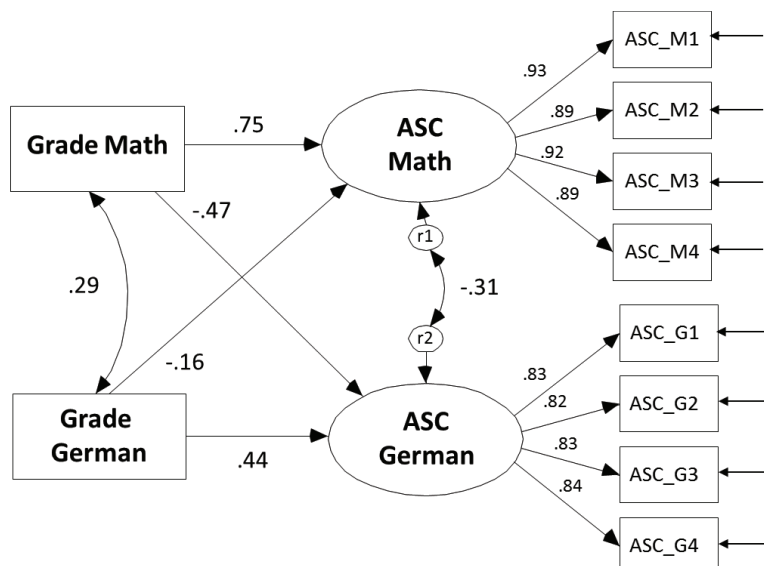 ASC_M1
.93
ASC_M2
.89
.75
ASC
Math
Grade Math
.92
ASC_M3
.89
-.47
ASC_M4
r1
.29
-.31
r2
ASC_G1
-.16
.83
ASC_G2
.82
Grade
German
ASC
German
.83
ASC_G3
.44
.84
ASC_G4